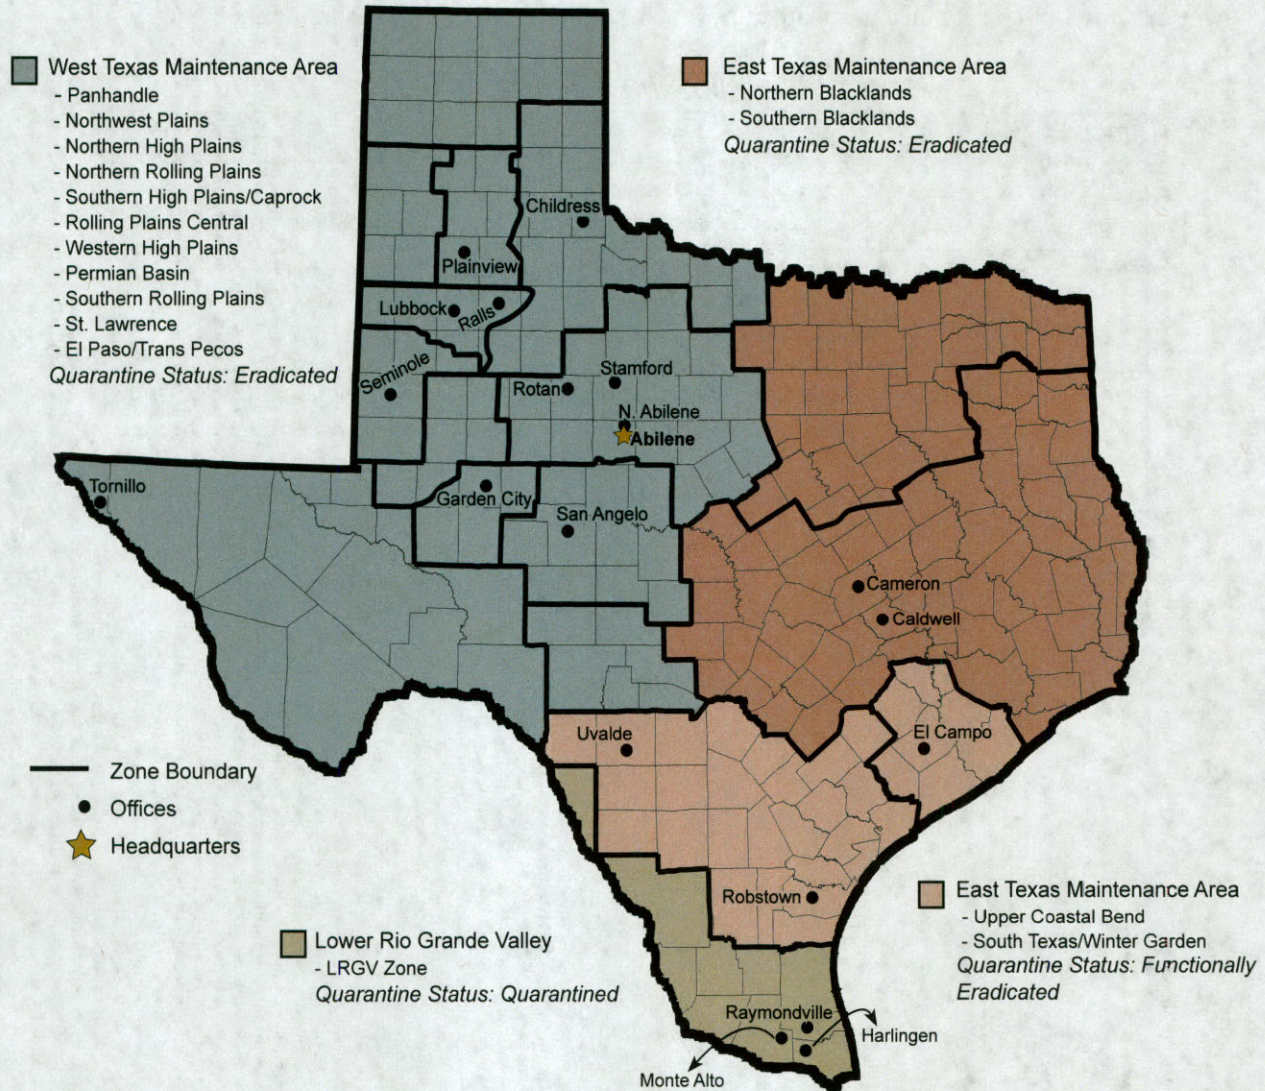 West Texas Maintenance Area
- Panhandle
- Northwest Plains
- Northern High Plains
- Northern Rolling Plains
- Southern High Plains/Caprock
- Rolling Plains Central
- Western High Plains
- Permian Basin
- Southern Rolling Plains
- St. Lawrence
- El Paso/Trans Pecos
Quarantine Status: Eradicated
East Texas Maintenance Area
- Northern Blacklands
- Southern Blacklands
Quarantine Status: Eradicated
Childress
Plainview
Lubbock
Ralls
Seminole
Rotan
Stamford
N. Abilene
Abilene
Tornillo
Garden City
San Angelo
Cameron
Caldwell
Uvalde
El Campo
Zone Boundary
Offices
Headquarters
Robstown
East Texas Maintenance Area
- Upper Coastal Bend
- South Texas/Winter Garden
Quarantine Status: Functionally
Eradicated
Lower Rio Grande Valley
- LRGV Zone
Quarantine Status: Quarantined
Raymondville
Harlingen
Monte Alto